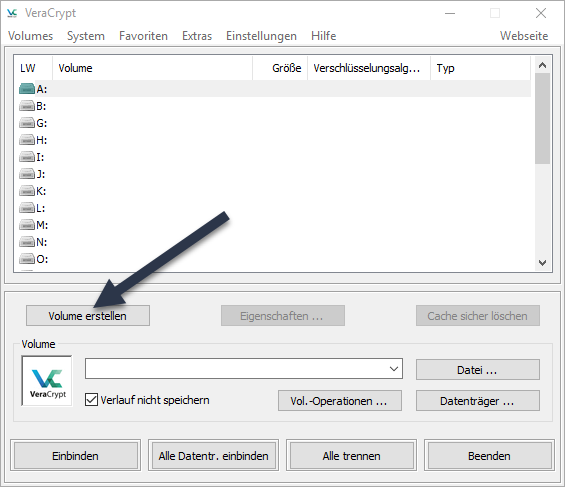 VeraCrypt
Volumes System Favoriten Extras Einstellungen Hilfe Webseite
LW Volume Größe Verschlüsselungsalg... Typ
A:
B:
G:
H:
I:
J:
K:
L:
M:
N:
O:
Volume erstellen Eigenschaften ... Cache sicher löschen
Volume
VeraCrypt
Datei ...
Verlauf nicht speichern Vol.-Operationen ... Datenträger ...
Einbinden Alle Datentr. einbinden Alle trennen Beenden